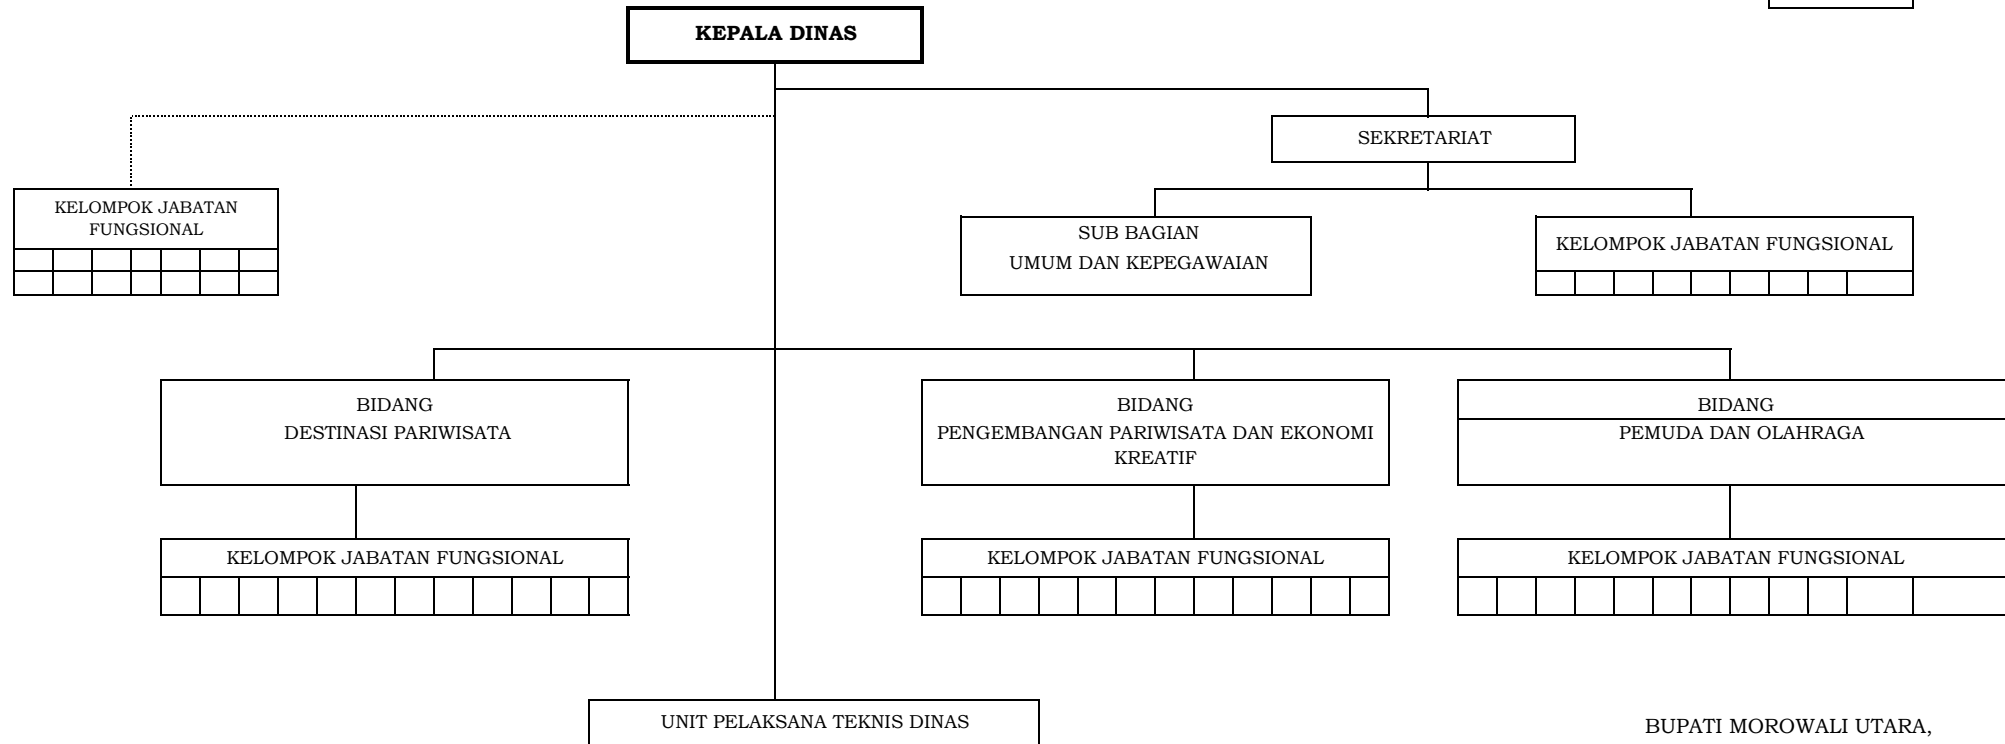 KEPALA DINAS
SEKRETARIAT
KELOMPOK JABATAN
FUNGSIONAL
SUB BAGIAN
UMUM DAN KEPEGAWAIAN
KELOMPOK JABATAN FUNGSIONAL
BIDANG
DESTINASI PARIWISATA
BIDANG
PENGEMBANGAN PARIWISATA DAN EKONOMI
KREATIF
BIDANG
PEMUDA DAN OLAHRAGA
KELOMPOK JABATAN FUNGSIONAL
KELOMPOK JABATAN FUNGSIONAL
KELOMPOK JABATAN FUNGSIONAL
UNIT PELAKSANA TEKNIS DINAS
BUPATI MOROWALI UTARA,